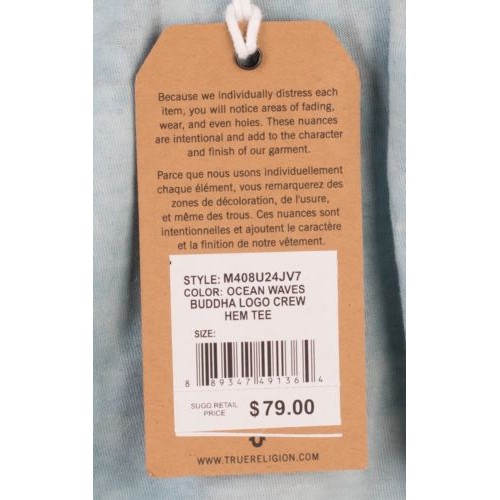 Because we individually distress each
item, you will notice areas of fading,
wear, and even holes. These nuances
are intentional and add to the character
and finish of our garment.
Parce que nous usons individuellement
chaque élément, vous remarquerez des
zones de décoloration, de l'usure,
et même des trous. Ces nuances sont
intentionnelles et ajoutent le caractère
et la finition de notre vêtement.
STYLE: M408U24JV7
COLOR: OCEAN WAVES
BUDDHA LOGO CREW
HEM TEE
SIZE:
8 89347 49136 4
SUGG RETAIL
PRICE
$79.00
WWW.TRUERELIGION.COM